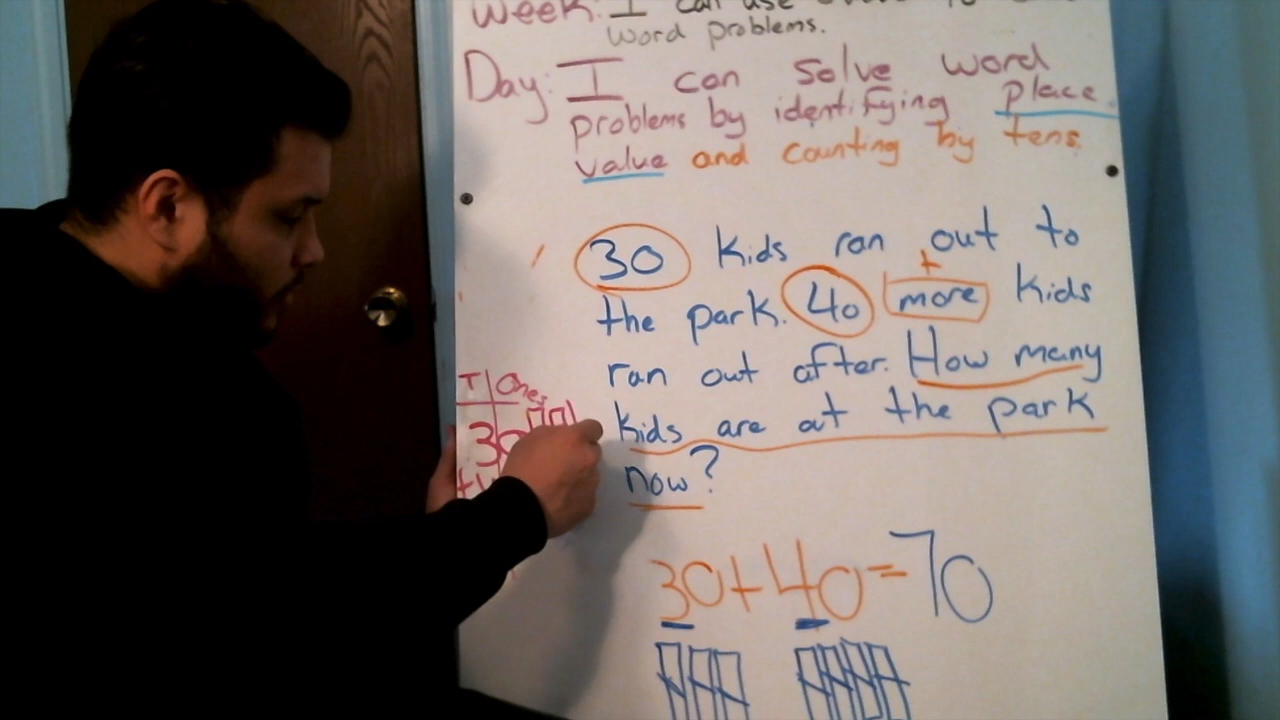 Week: I can use
word problems.
Day: I can solve word
problems by identifying place
value and counting by tens.
30 kids ran out to
+
the park. 40 more kids
ran out after. How many
T Ones
kids are at the park
30
now?
+4
30+40=70